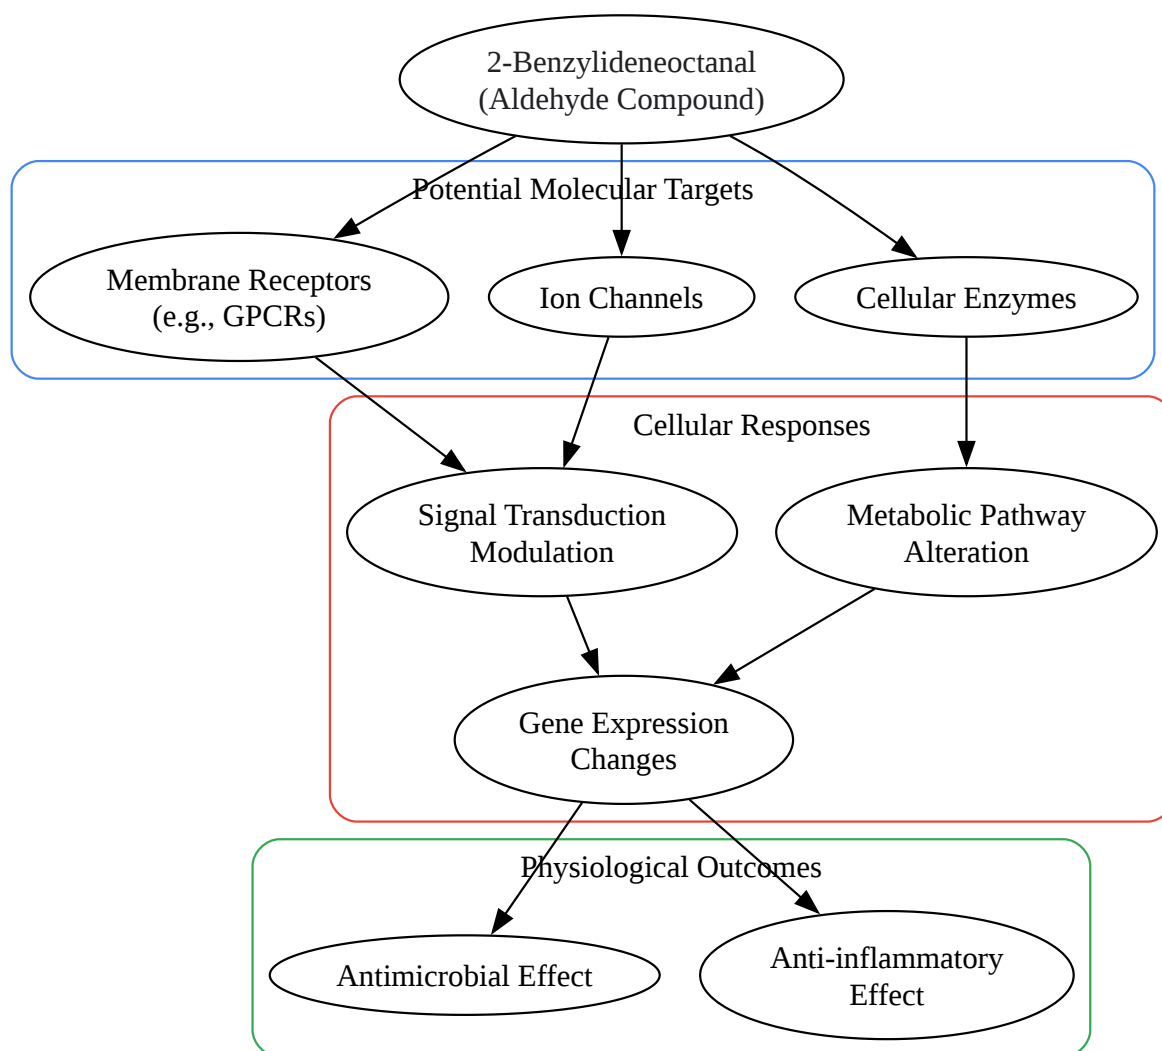 2-Benzylideneoctanal
(Aldehyde Compound)
Potential Molecular Targets
Membrane Receptors
(e.g., GPCRs)
Ion Channels
Cellular Enzymes
Cellular Responses
Signal Transduction
Modulation
Metabolic Pathway
Alteration
Gene Expression
Changes
Physiological Outcomes
Antimicrobial Effect
Anti-inflammatory
Effect